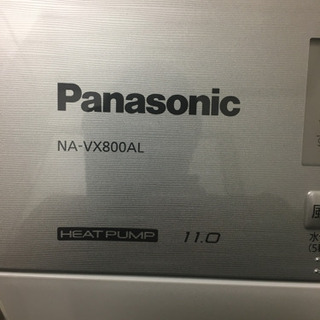 Panasonic
NA-VX800AL
HEAT PUMP 11.0